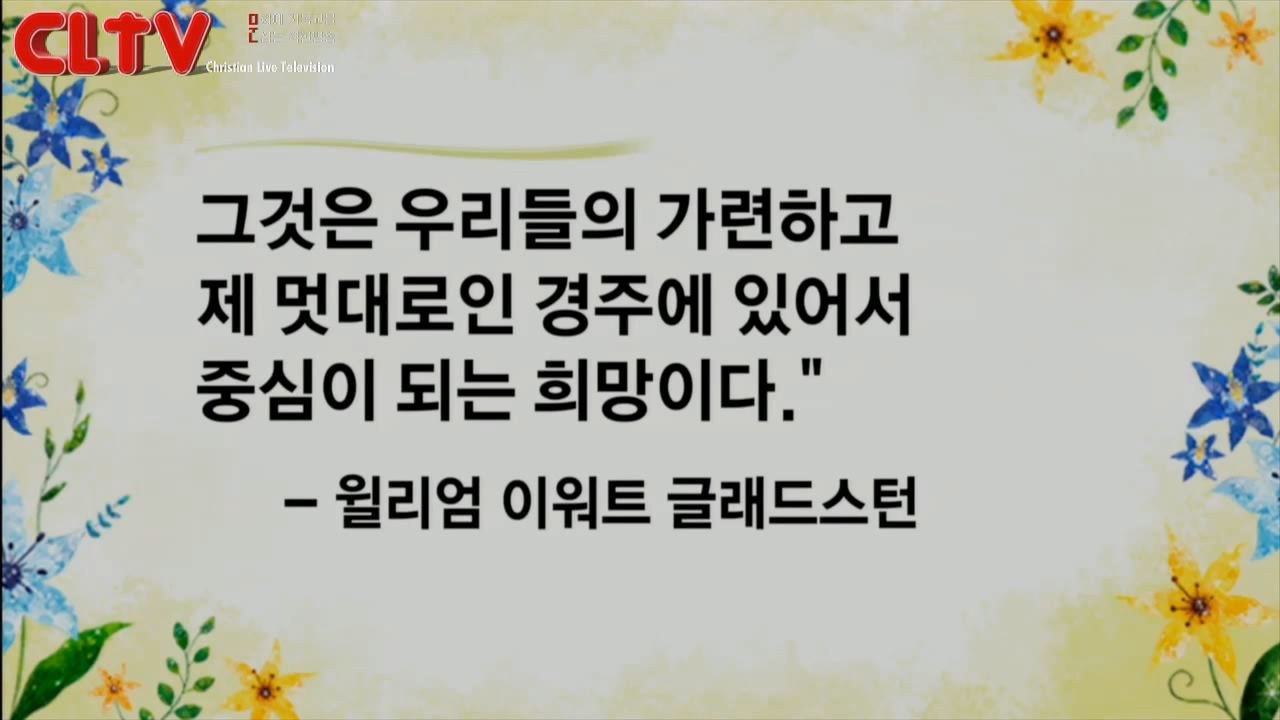 CLTV
Christian Live Television
그것은 우리들의 가련하고
제 멋대로인 경주에 있어서
중심이 되는 희망이다."
– 윌리엄 이워트 글래드스턴